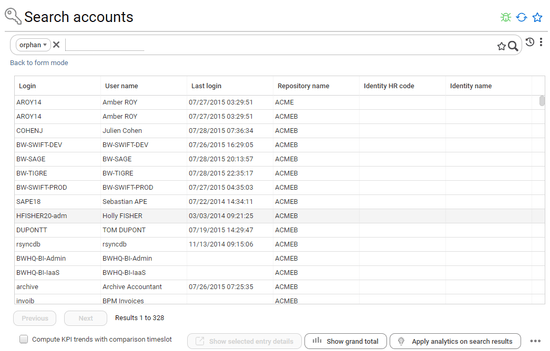 Search accounts
orphan
Back to form mode
Login User name Last login Repository name Identity HR code Identity name
AROY14 Amber ROY 07/27/2015 03:29:51 ACME
AROY14 Amber ROY 07/27/2015 03:29:51 ACMEB
COHENJ Julien Cohen 07/28/2015 07:36:34 ACMEB
BW-SWIFT-DEV BW-SWIFT-DEV 07/26/2015 16:29:05 ACMEB
BW-SAGE BW-SAGE 07/28/2015 20:13:57 ACMEB
BW-TIGRE BW-TIGRE 07/28/2015 22:35:17 ACMEB
BW-SWIFT-PROD BW-SWIFT-PROD 07/27/2015 04:35:03 ACMEB
SAPE18 Sebastian APE 07/22/2014 14:34:11 ACMEB
HFISHER20-adm Holly FISHER 03/03/2014 09:21:25 ACMEB
DUPONTT TOM DUPONT 07/19/2015 14:29:47 ACMEB
rsyncdb rsyncdb 11/13/2014 09:15:06 ACMEB
BWHQ-BI-Admin BWHQ-BI-Admin ACMEB
BWHQ-BI-IaaS BWHQ-BI-IaaS ACMEB
archive Archive Accountant 07/26/2015 07:25:35 ACMEB
invoib BPM Invoices ACMEB
Previous Next Results 1 to 328
Compute KPI trends with comparison timeslot Show selected entry details Show grand total Apply analytics on search results